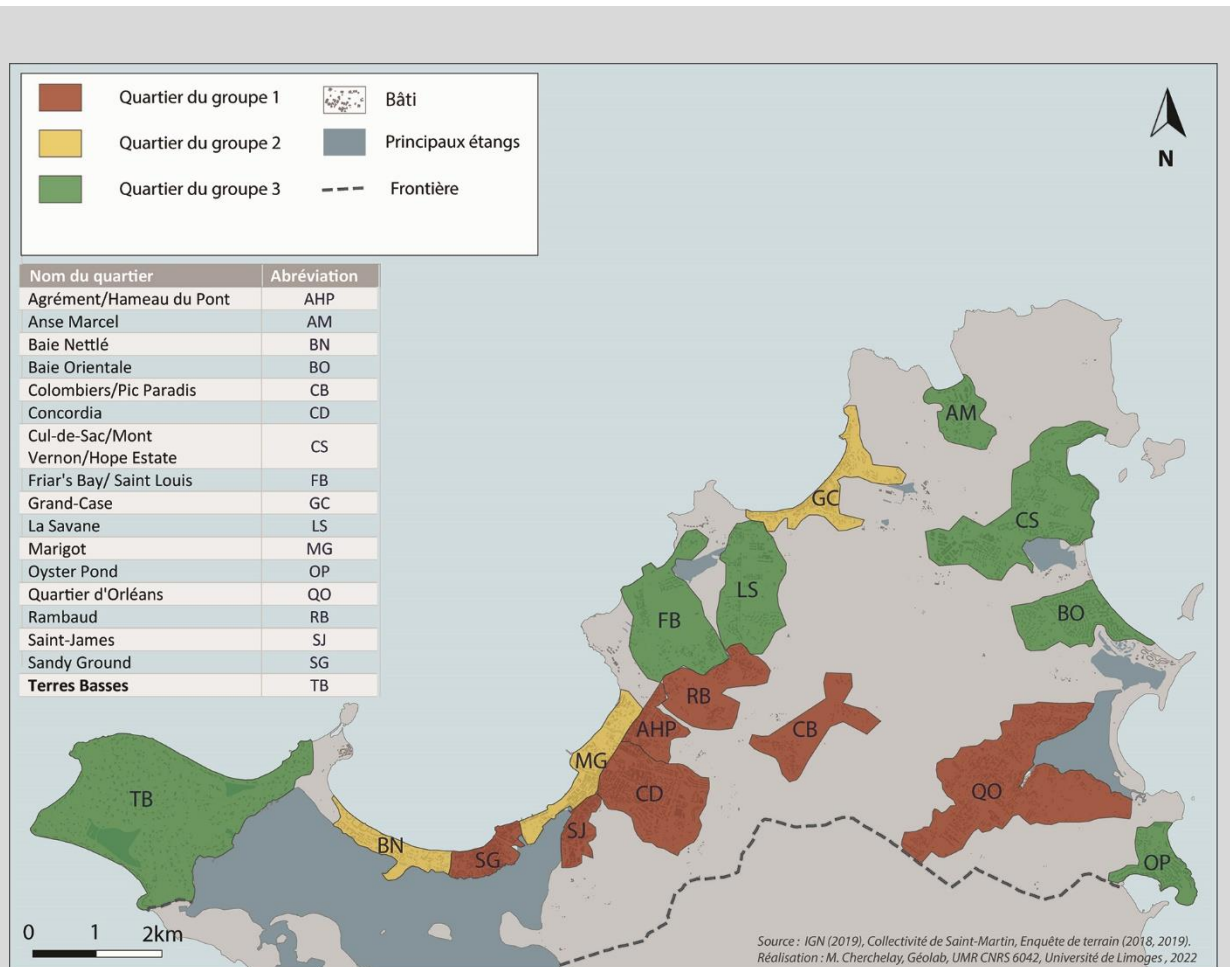 Quartier du groupe 1
Bâti
Quartier du groupe 2
Principaux étangs
Quartier du groupe 3
Frontière
N
Nom du quartier Abréviation
Agrément/Hameau du Pont AHP
Anse Marcel AM
Baie Nettlé BN
Baie Orientale BO
Colombiers/Pic Paradis CB
Concordia CD
Cul-de-Sac/Mont
Vernon/Hope Estate CS
Friar's Bay/ Saint Louis FB
Grand-Case GC
La Savane LS
Marigot MG
Oyster Pond OP
Quartier d'Orléans QO
Rambaud RB
Saint-James SJ
Sandy Ground SG
Terres Basses TB
AM
GC
CS
LS
BO
FB
RB
AHP
CB
MG
CD
QO
TB
SJ
BN
SG
OP
0 1 2km
Source : IGN (2019), Collectivité de Saint-Martin, Enquête de terrain (2018, 2019).
Réalisation : M. Cherchelay, Géolab, UMR CNRS 6042, Université de Limoges , 2022